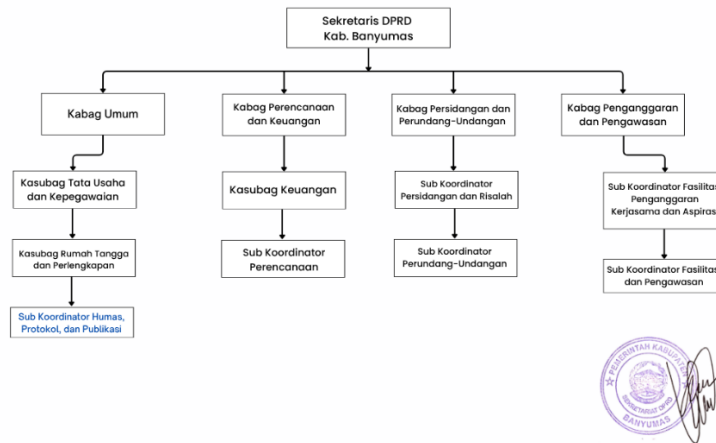 Sekretaris DPRD
Kab. Banyumas
Kabag Umum
Kabag Perencanaan
dan Keuangan
Kabag Persidangan dan
Perundang-Undangan
Kabag Penganggaran
dan Pengawasan
Kasubag Tata Usaha
dan Kepegawaian
Kasubag Keuangan
Sub Koordinator
Persidangan dan Risalah
Sub Koordinator Fasilitas
Penganggaran
Kerjasama dan Aspiras
Kasubag Rumah Tangga
dan Perlengkapan
Sub Koordinator
Perencanaan
Sub Koordinator
Perundang-Undangan
Sub Koordinator Fasilitas
dan Pengawasan
Sub Koordinator Humas,
Protokol, dan Publikasi
PEMERINTAH KABUPATEN
SEKRETARIAT DPRD
BANYUMAS